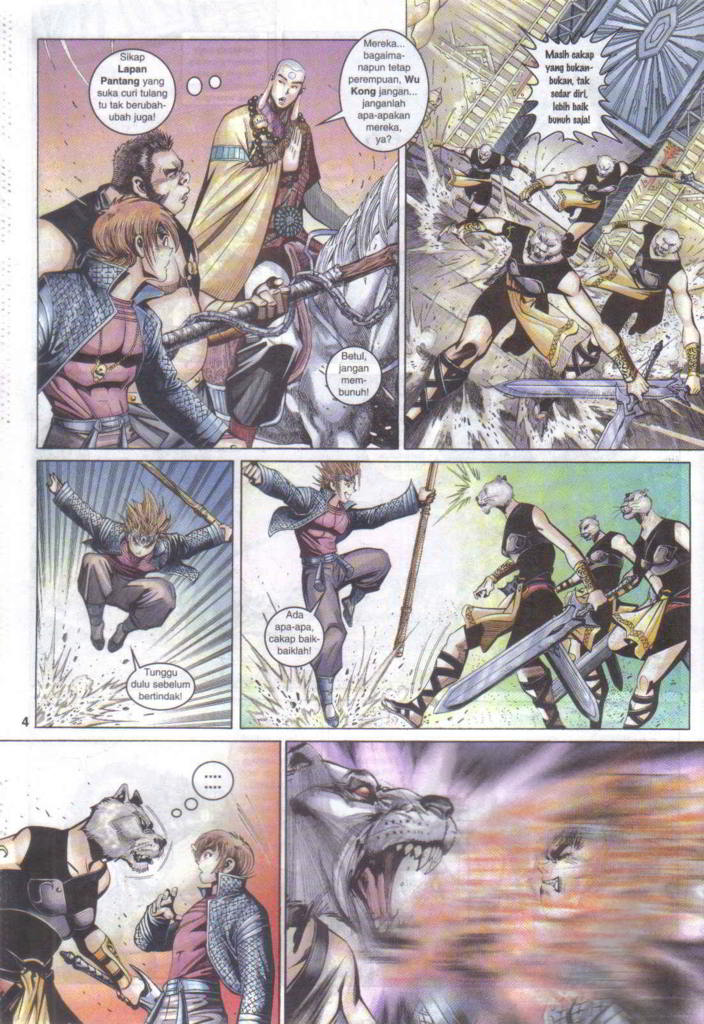 Sikap
Lapan
Pantang yang
suka curi tulang
tu tak berubah-
ubah juga!
Mereka...
bagaima-
napun tetap
perempuan, Wu
Kong jangan...
janganlah
apa-apakan
mereka,
ya?
Betul,
jangan
mem-
bunuh!
Masih cakap
yang bukan-
bukan, tak
sedar diri,
lebih baik
bunuh saja!
Tunggu
dulu sebelum
bertindak!
Ada
apa-apa,
cakap baik-
baiklah!
4
....
....